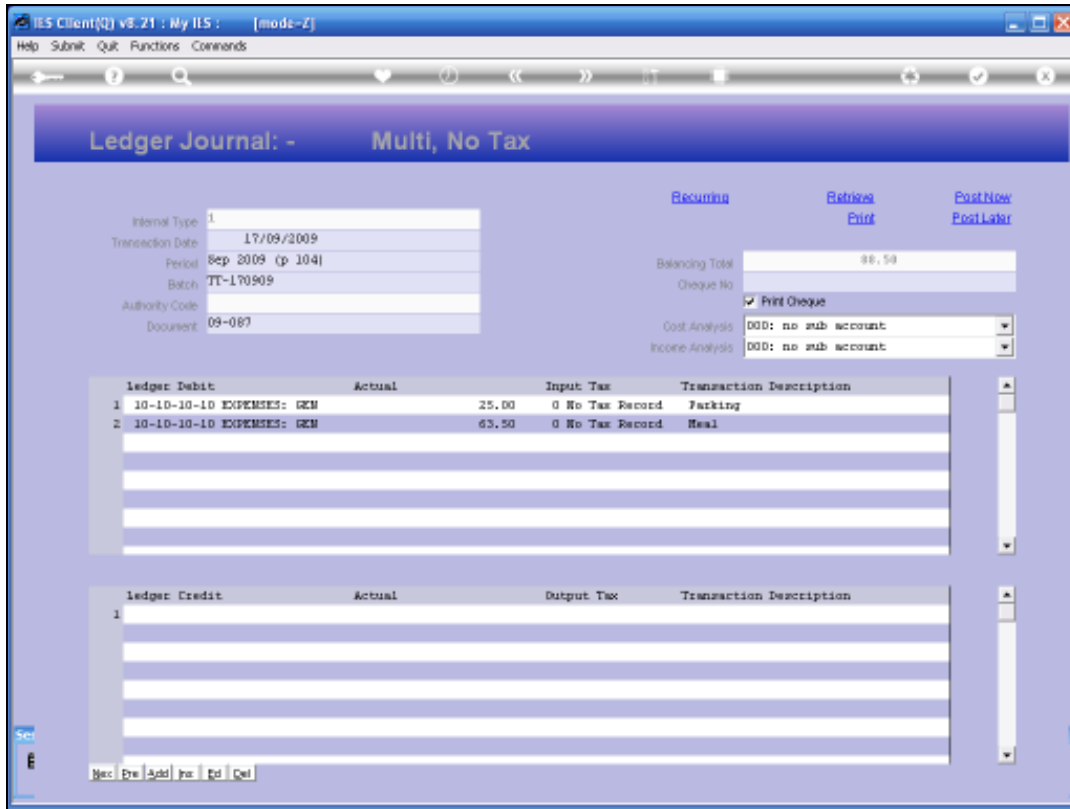 IES Client(Q) v8.21 : My IES : [mode-Z]
Help Submit Quit Functions Commands
Ledger Journal: - Multi, No Tax
Recurring Retrieve Post Now
Print Post Later
Internal Type 1
Transaction Date 17/09/2009
Period Sep 2009 (p 104)
Batch TT-170909
Authority Code
Document 09-087
Balancing Total 88.50
Cheque No
Print Cheque
Cost Analysis 000: no sub account
Income Analysis 000: no sub account
Ledger Debit Actual Input Tax Transaction Description
1 10-10-10-10 EXPENSES: GEN 25.00 0 No Tax Record Parking
2 10-10-10-10 EXPENSES: GEN 63.50 0 No Tax Record Meal
Ledger Credit Actual Output Tax Transaction Description
1
Nex Pre Add Ins Ed Del